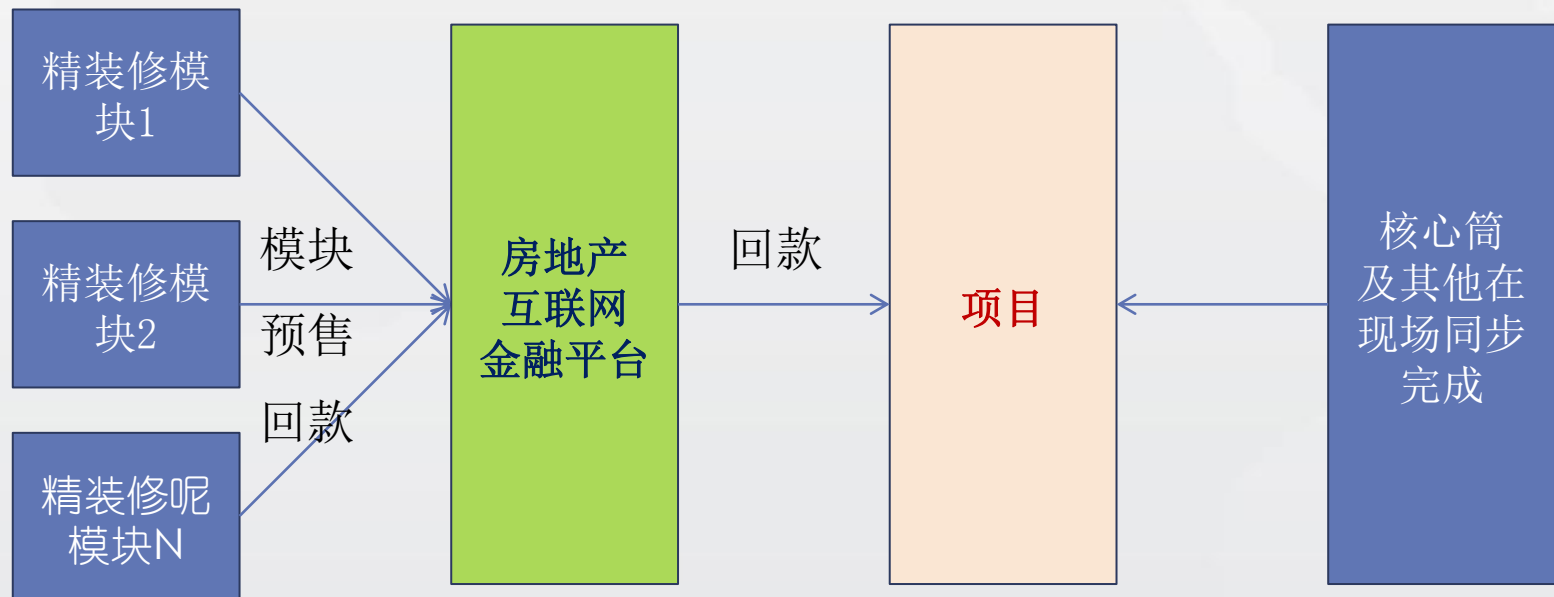 精装修模
块1
精装修模
块2
精装修呢
模块N
模块
预售
回款
房地产
互联网
金融平台
回款
项目
核心筒
及其他在
现场同步
完成